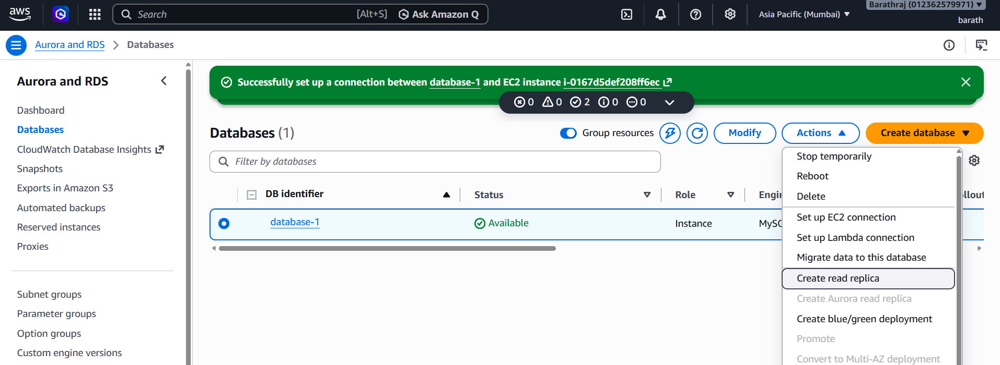 aws
Search [Alt+S] Ask Amazon Q
Asia Pacific (Mumbai)
Barathraj (012362579971)
barath
Aurora and RDS
Databases
Aurora and RDS
Dashboard
Databases
CloudWatch Database Insights
Snapshots
Exports in Amazon S3
Automated backups
Reserved instances
Proxies
Subnet groups
Parameter groups
Option groups
Custom engine versions
Successfully set up a connection between database-1 and EC2 instance i-0167d5def208ff6ec
0 0 2 0 0
Databases (1)
Group resources
Modify
Actions
Create database
Filter by databases
DB identifier
Status
Role
Engin
llout
database-1
Available
Instance
MySQ
Stop temporarily
Reboot
Delete
Set up EC2 connection
Set up Lambda connection
Migrate data to this database
Create read replica
Create Aurora read replica
Create blue/green deployment
Promote
Convert to Multi-AZ deployment